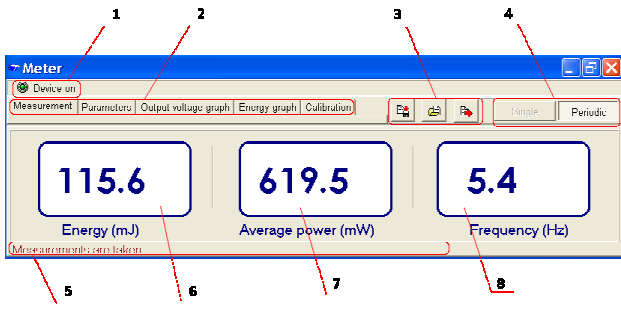 1 2 3 4
Meter
Device on
Measurement Parameters Output voltage graph Energy graph Calibration Single Periodic
115.6 619.5 5.4
Energy (mJ) Average power (mW) Frequency (Hz)
Measurements are taken
5 6 7 8